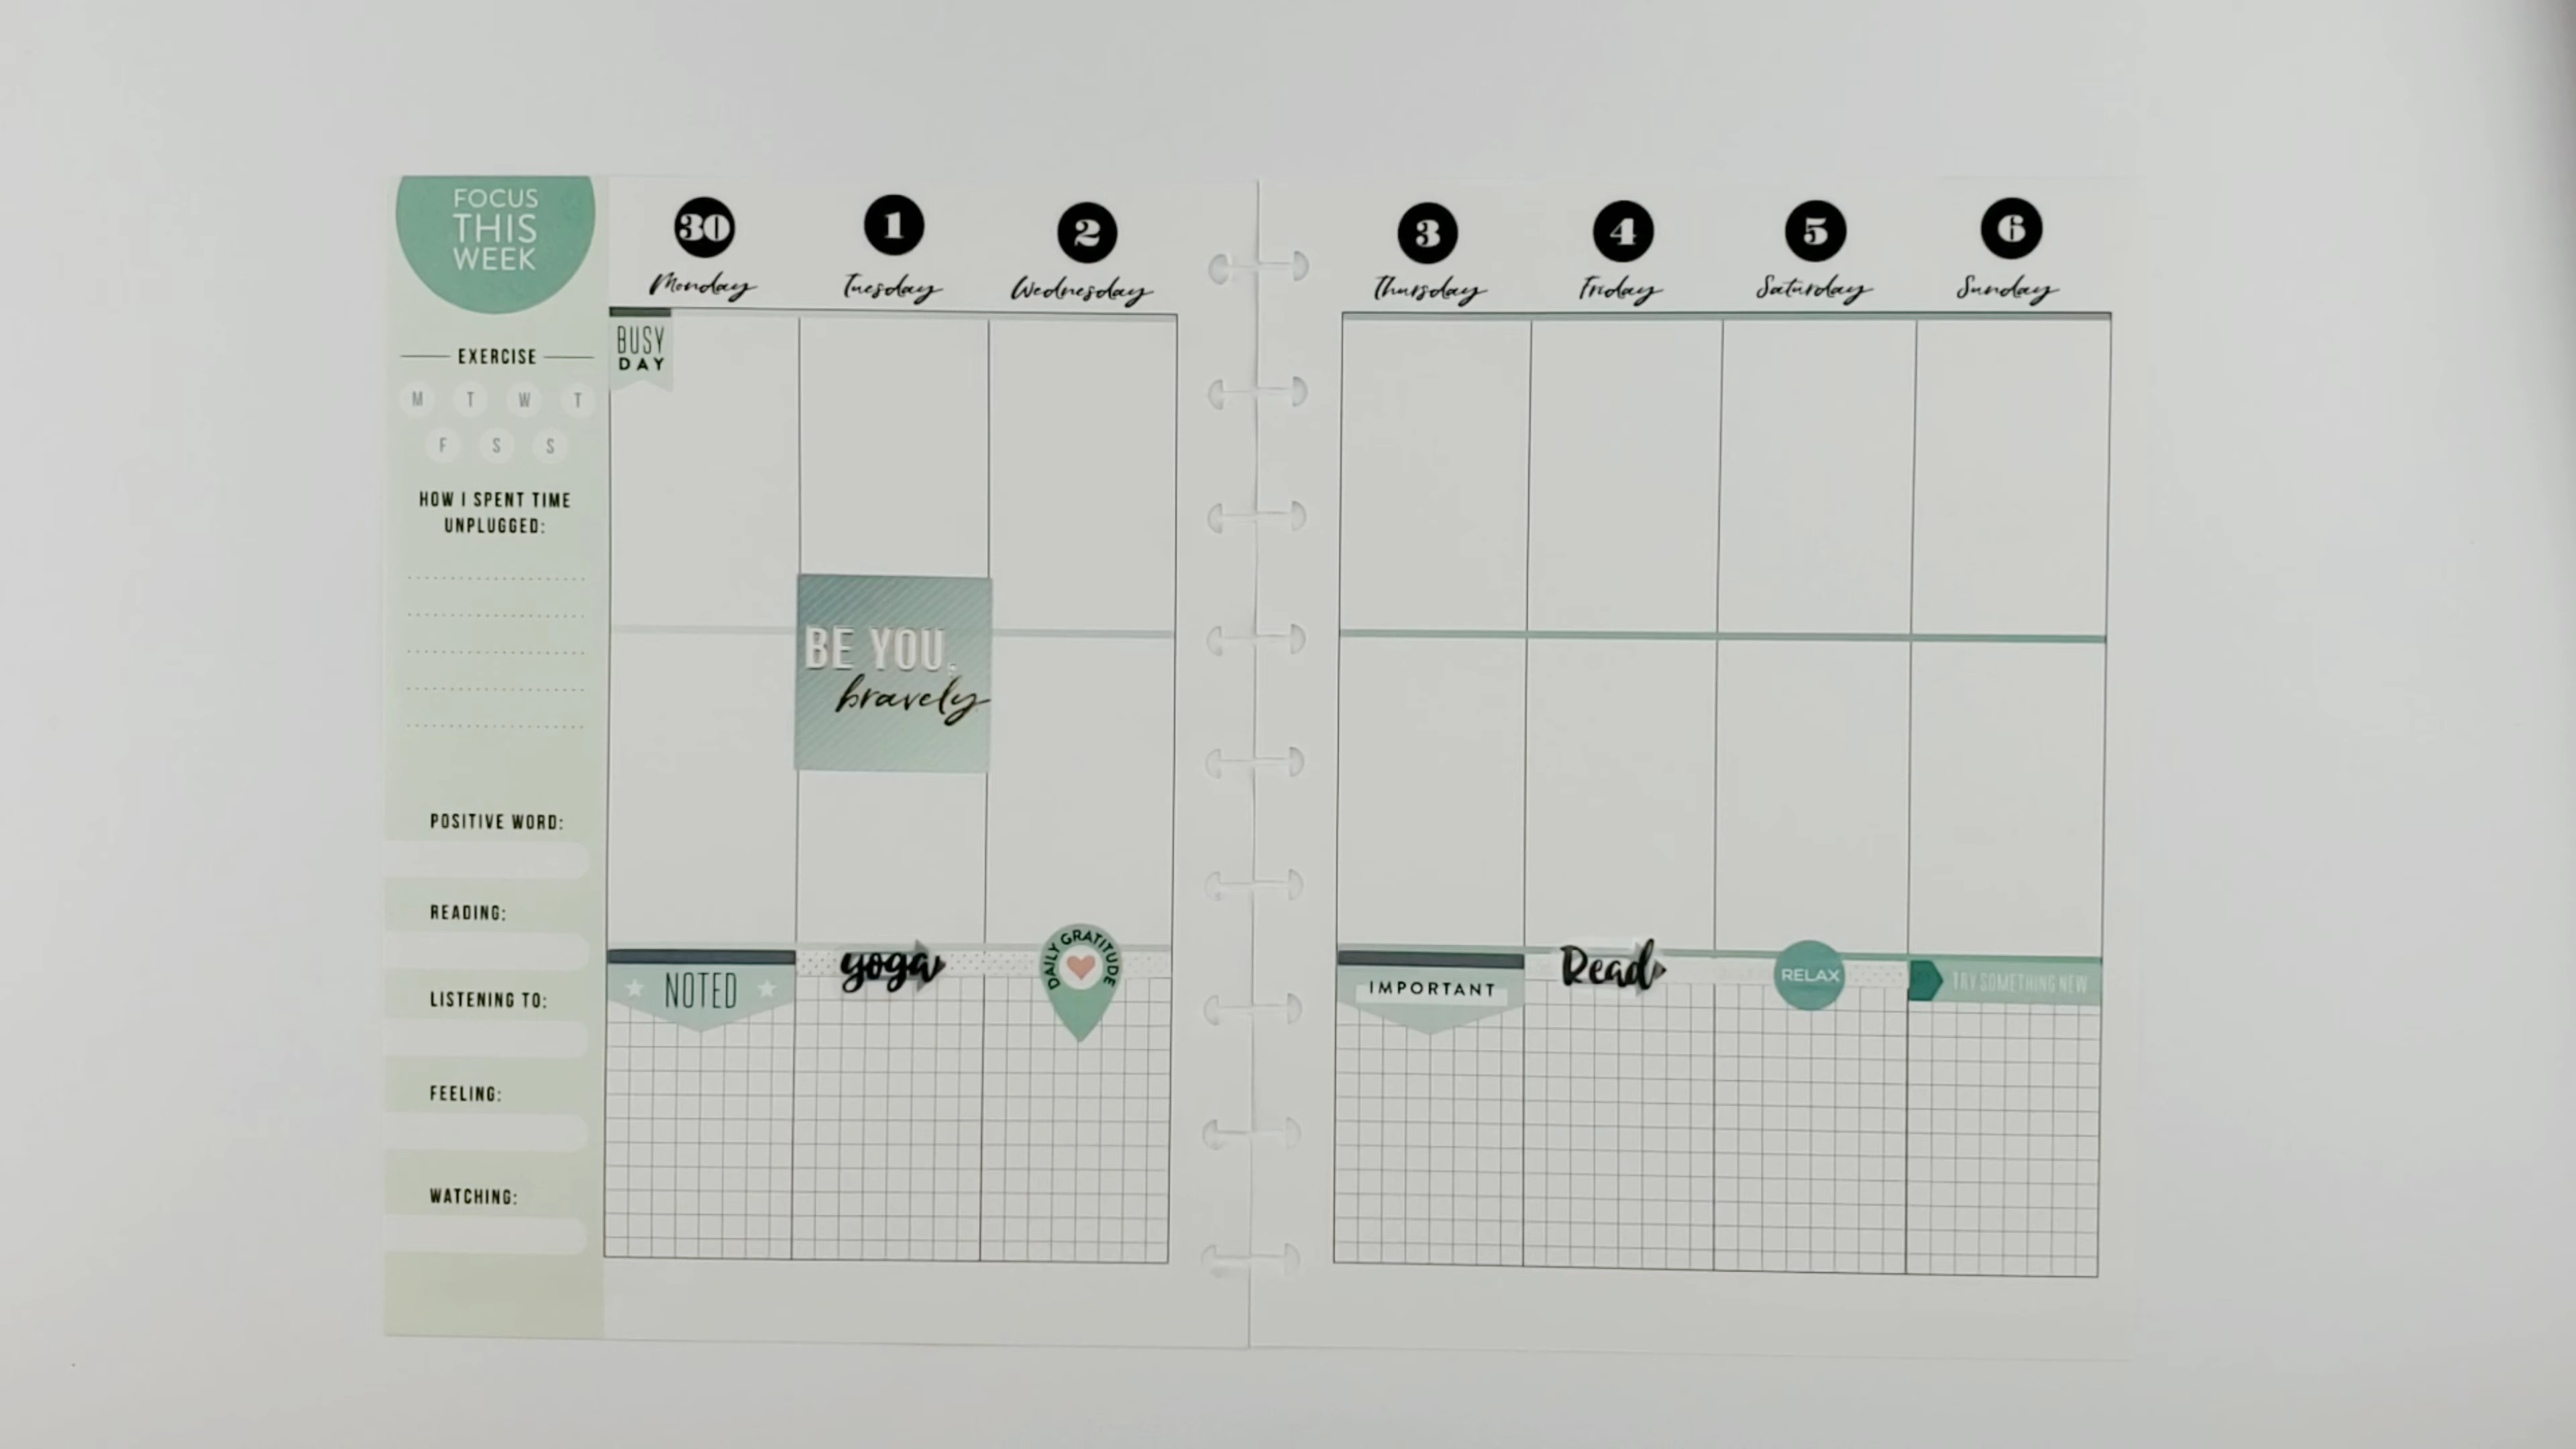 FOCUS
THIS
WEEK
EXERCISE
M T W T
F S S
HOW I SPENT TIME
UNPLUGGED:
POSITIVE WORD:
READING:
LISTENING TO:
FEELING:
WATCHING:
30 1 2
Monday Tuesday Wednesday
BUSY
DAY
BE YOU.
bravely
NOTED
yoga
DAILY GRATITUDE
3 4 5 6
Thursday Friday Saturday Sunday
IMPORTANT
Read
RELAX
TRY SOMETHING NEW